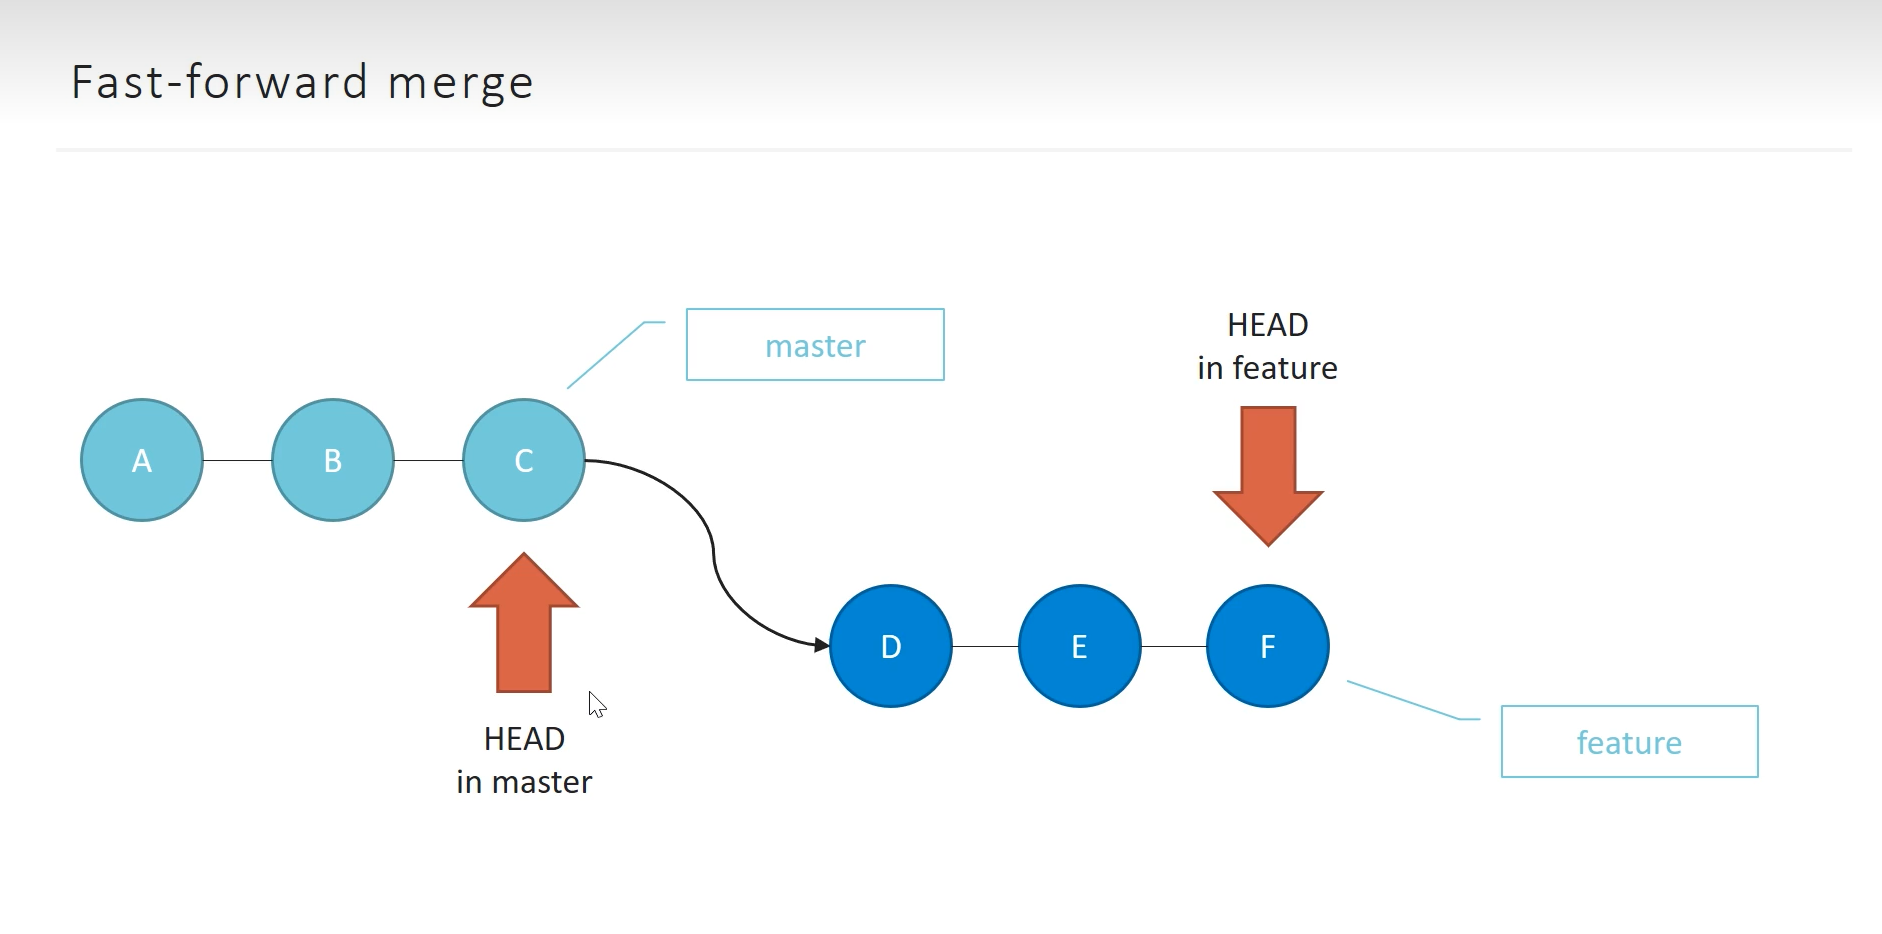 Fast-forward merge
master
HEAD
in feature
A
B
C
D
E
F
HEAD
in master
feature